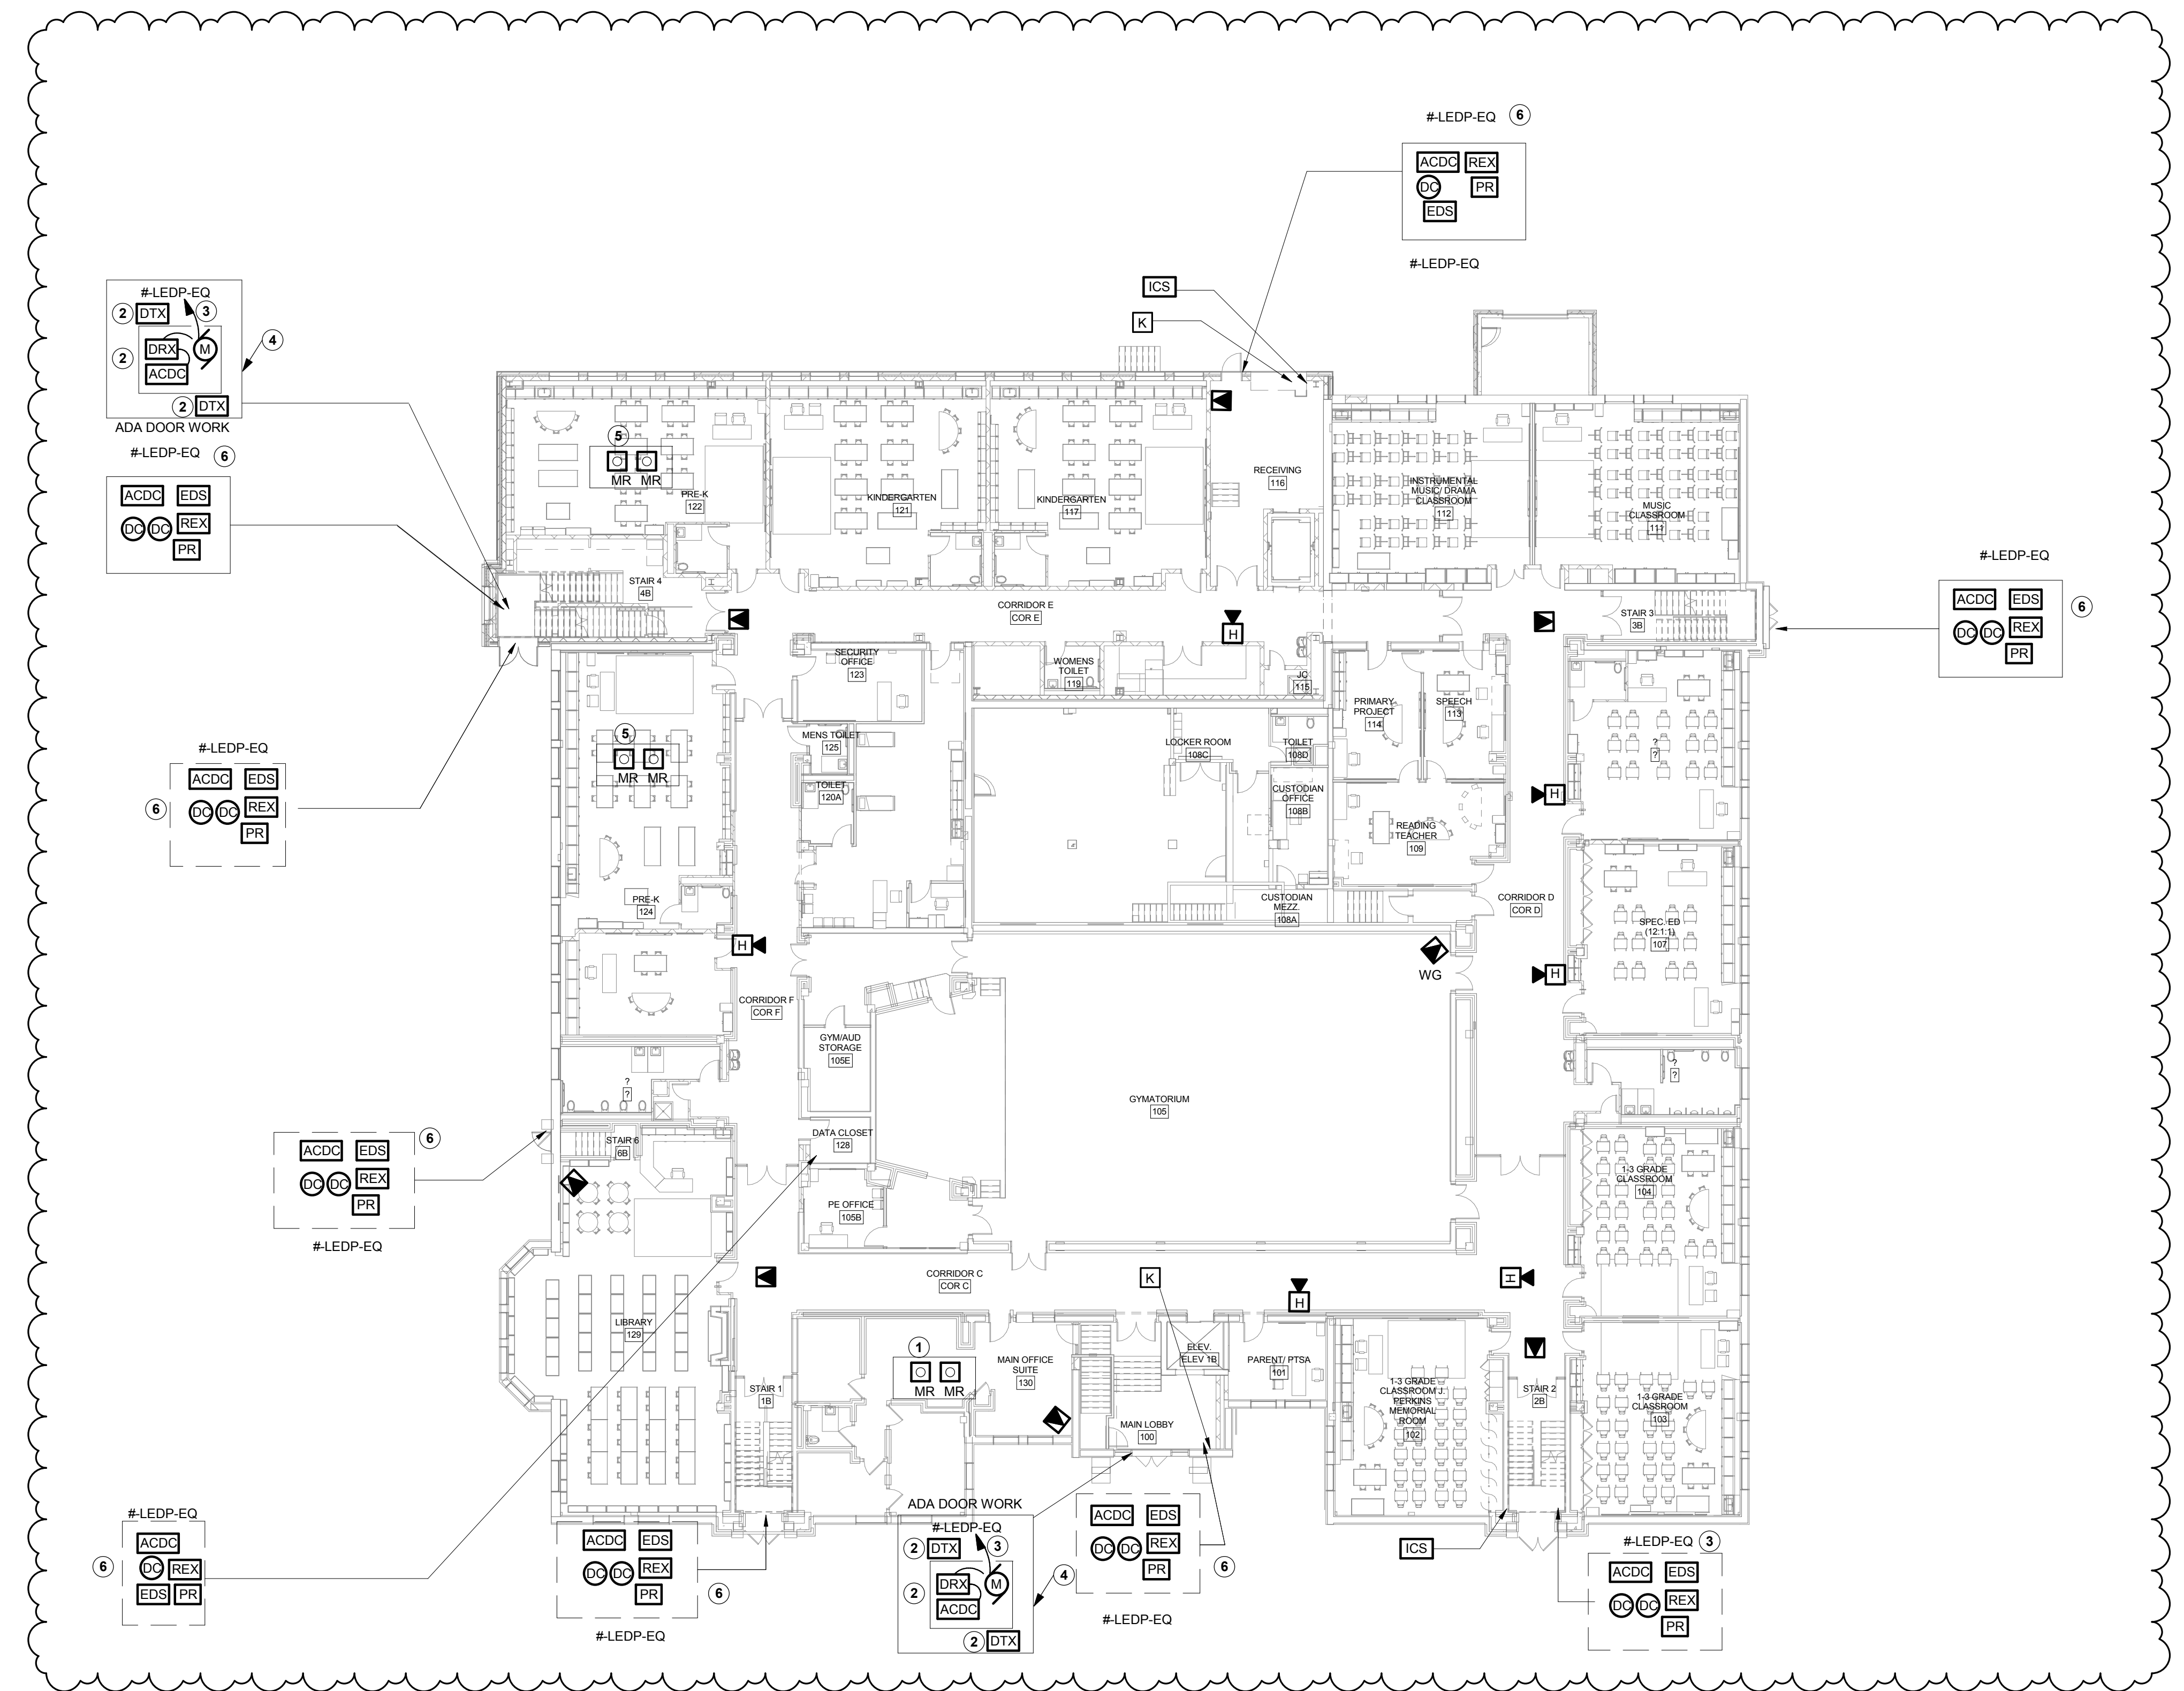 #-LEDP-EQ 6
ACDC REX
DC PR
EDS
#-LEDP-EQ
ICS
K
#-LEDP-EQ
2 DTX 3
4
2 DRX M
ACDC
2 DTX
ADA DOOR WORK
#-LEDP-EQ 6
ACDC EDS
DC DC REX
PR
5
MR MR
PRE-K
122
KINDERGARTEN
121
KINDERGARTEN
117
RECEIVING
116
INSTRUMENTAL
MUSIC/ DRAMA
CLASSROOM
112
MUSIC
CLASSROOM
111
#-LEDP-EQ
ACDC EDS
6
DC DC REX
PR
STAIR 4
4B
CORRIDOR E
COR E
H
STAIR 3
3B
SECURITY
OFFICE
123
WOMENS
TOILET
119
JC
115
PRIMARY
PROJECT
114
SPEECH
113
?
?
#-LEDP-EQ
ACDC EDS
6
DC DC REX
PR
5
MR MR
MENS TOILET
125
TOILET
120A
LOCKER ROOM
108C
TOILET
108D
CUSTODIAN
OFFICE
108B
H
READING
TEACHER
109
PRE-K
124
CUSTODIAN
MEZZ.
108A
CORRIDOR D
COR D
SPEC. ED
(12:1:1)
107
H
WG
H
CORRIDOR F
COR F
GYM/AUD
STORAGE
105E
?
?
?
?
GYMATORIUM
105
ACDC EDS
6
DC DC REX
PR
#-LEDP-EQ
STAIR 6
6B
DATA CLOSET
128
1-3 GRADE
CLASSROOM
104
PE OFFICE
105B
CORRIDOR C
COR C
K
H
H
LIBRARY
129
1
MR MR
MAIN OFFICE
SUITE
130
ELEV.
ELEV 1B
PARENT/ PTSA
101
STAIR 1
1B
MAIN LOBBY
100
1-3 GRADE
CLASSROOM J.
PERKINS
MEMORIAL
ROOM
102
STAIR 2
2B
1-3 GRADE
CLASSROOM
103
#-LEDP-EQ
ACDC
6
DC REX
EDS PR
ACDC EDS
DC DC REX
6
PR
#-LEDP-EQ
ADA DOOR WORK
#-LEDP-EQ
2 DTX 3
4
2 DRX M
ACDC
2 DTX
ACDC EDS
DC DC REX
6
PR
#-LEDP-EQ
ICS
#-LEDP-EQ 3
ACDC EDS
DC DC REX
PR